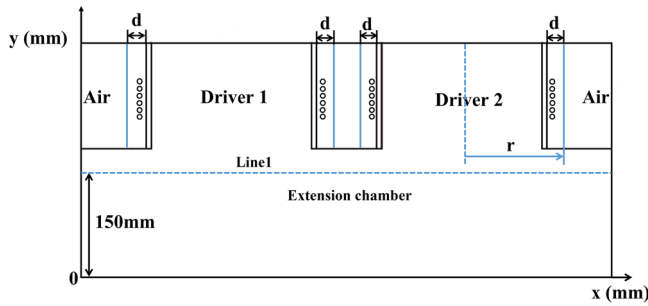 d d d d
y (mm)
Air Driver 1 Driver 2 Air
r
Line1
Extension chamber
150mm
0
x (mm)